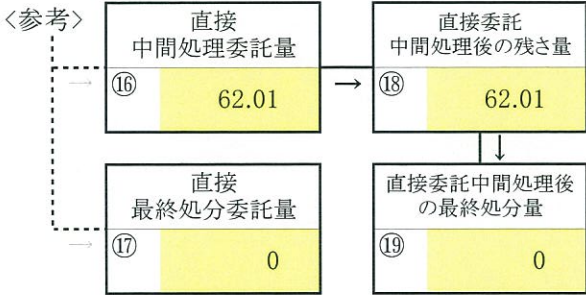 <参考>
直接
中間処理委託量
⑯
62.01
→
直接委託
中間処理後の残さ量
⑱
62.01
↓
直接
最終処分委託量
⑰
0
直接委託中間処理後
の最終処分量
⑲
0